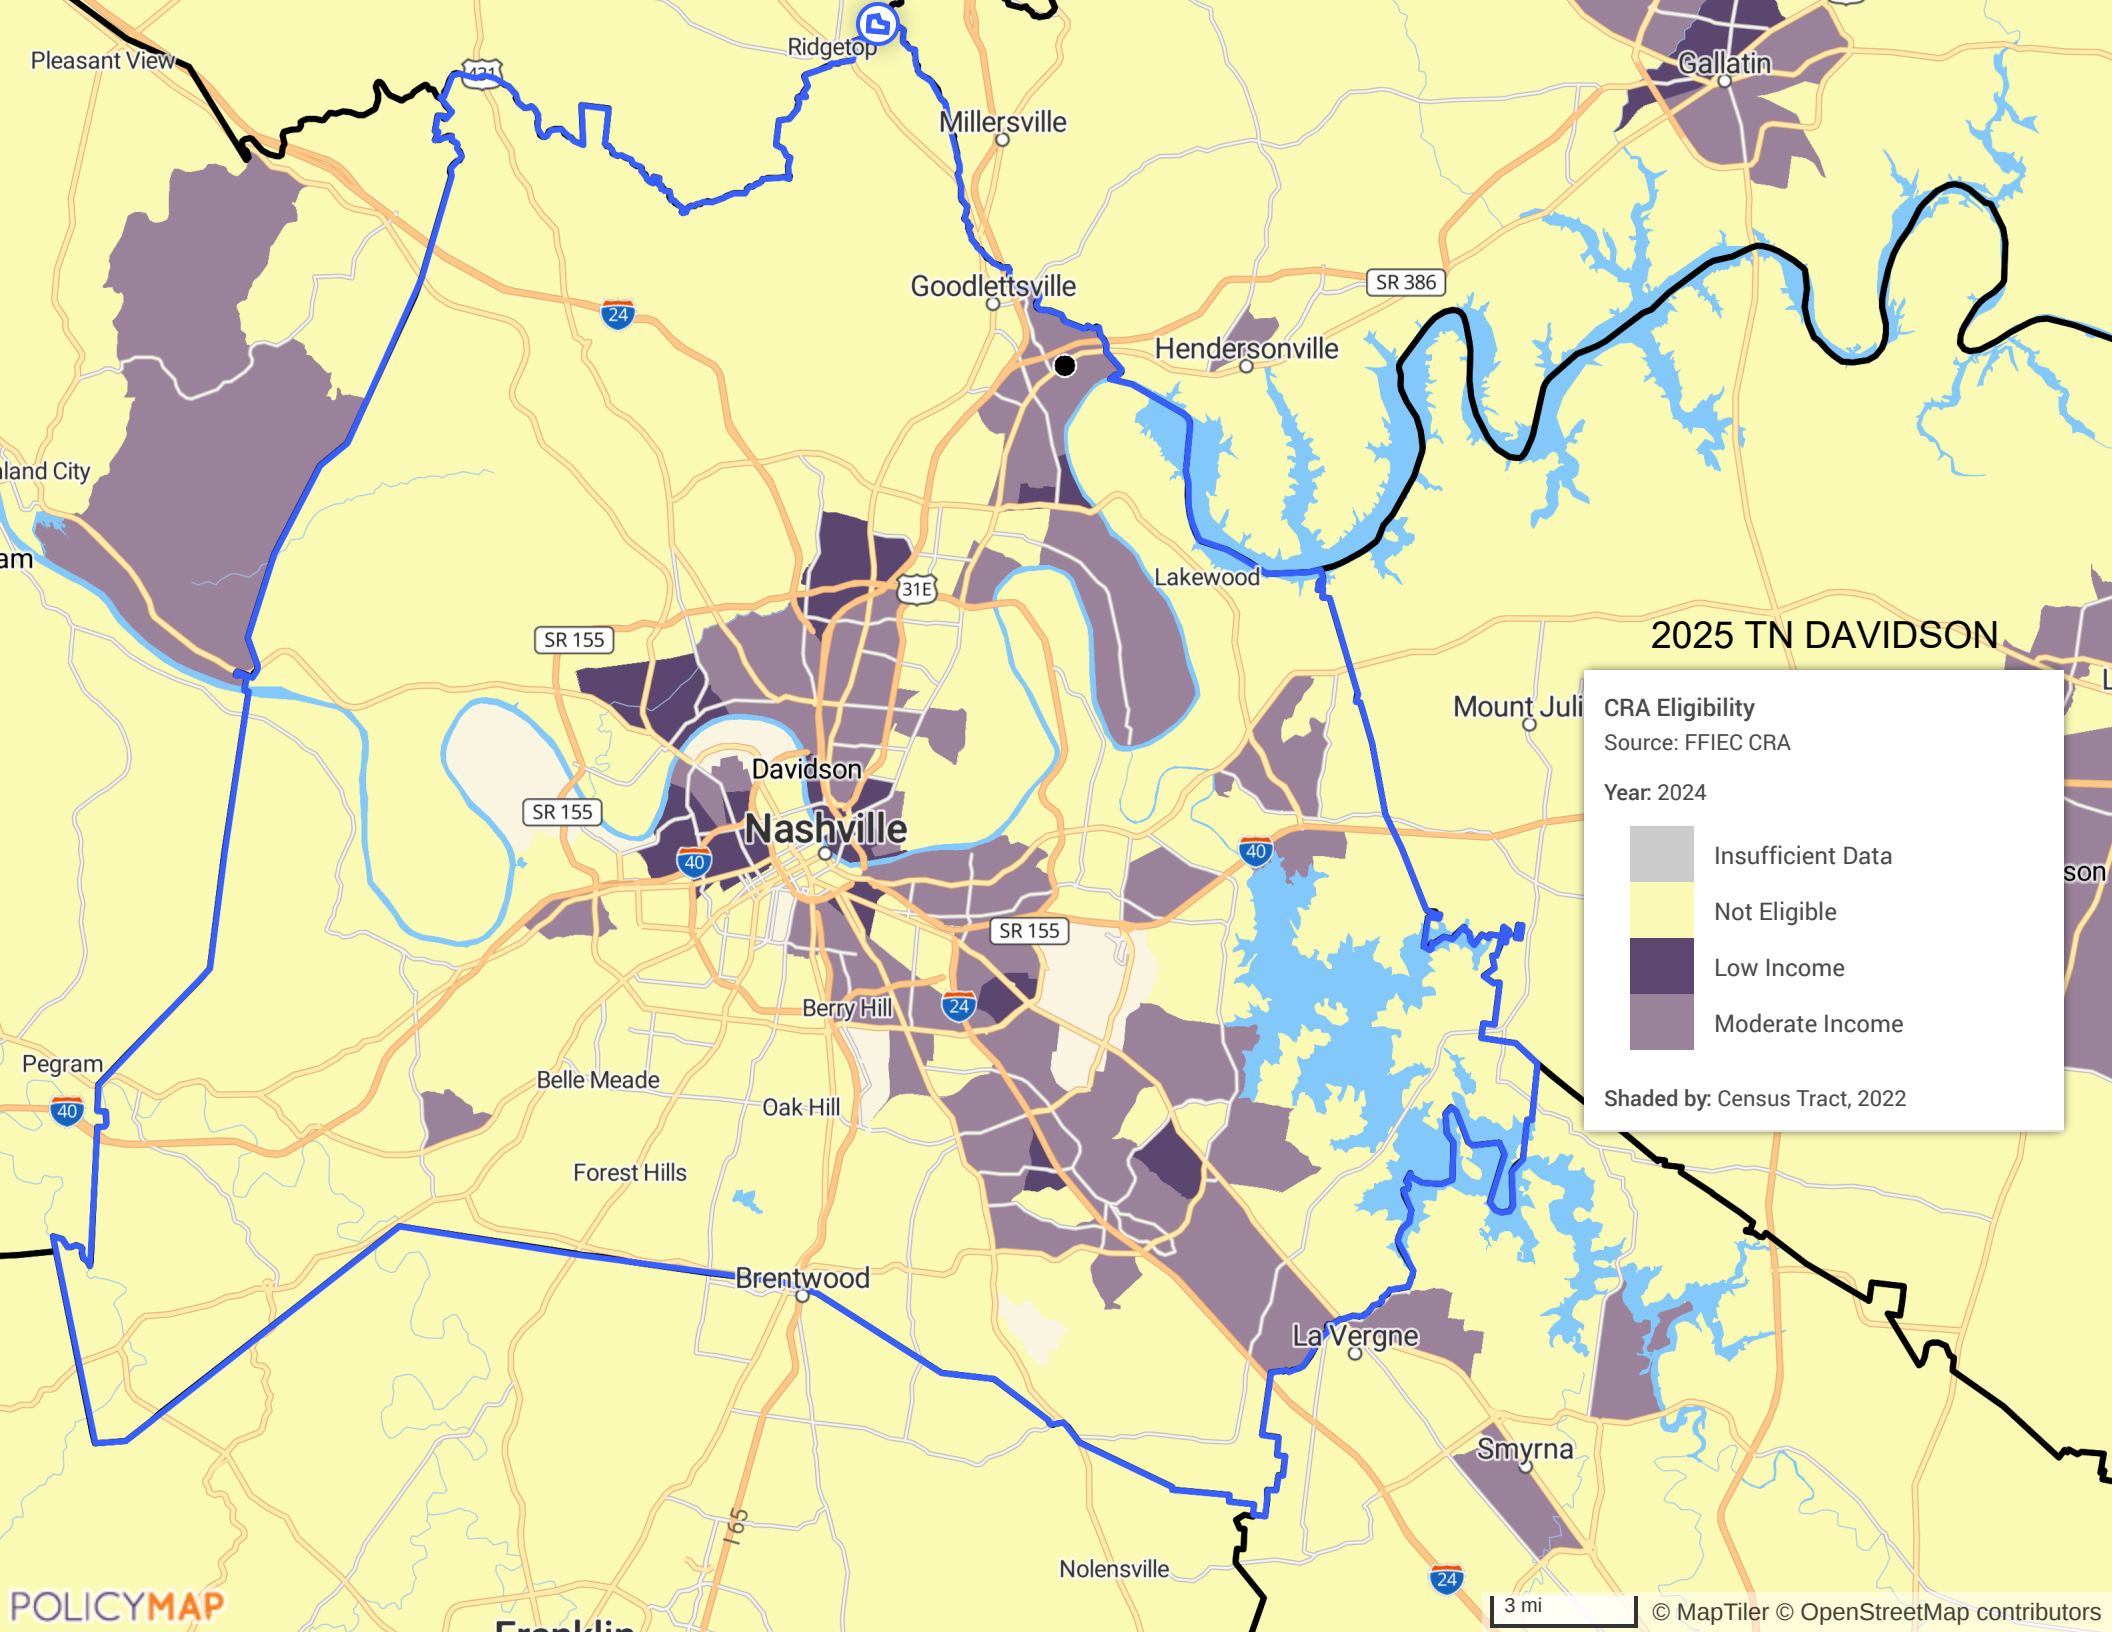 Pleasant View
421
Ridgetop
Millersville
Gallatin
Goodlettsville
SR 386
24
Hendersonville
land City
am
Lakewood
31E
SR 155
2025 TN DAVIDSON
Mount Juli
CRA Eligibility
Source: FFIEC CRA
Year: 2024
Insufficient Data
Not Eligible
Low Income
Moderate Income
Shaded by: Census Tract, 2022
L
son
Davidson
SR 155
Nashville
40
40
SR 155
Berry Hill
24
Pegram
40
Belle Meade
Oak Hill
Forest Hills
Brentwood
La Vergne
Smyrna
I 65
Nolensville
24
POLICYMAP
Franklin
3 mi
© MapTiler © OpenStreetMap contributors